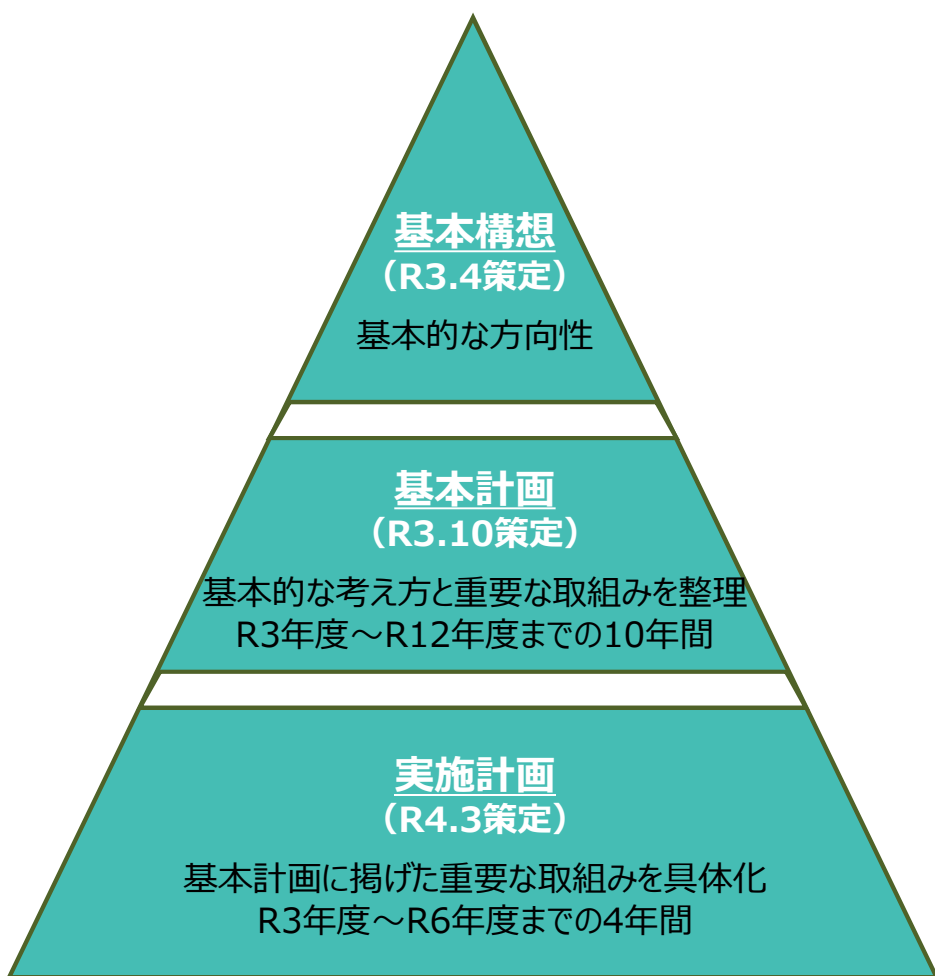 基本構想
（R3.4策定）
基本的な方向性
基本計画
（R3.10策定）
基本的な考え方と重要な取組みを整理
R3年度～R12年度までの10年間
実施計画
（R4.3策定）
基本計画に掲げた重要な取組みを具体化
R3年度～R6年度までの4年間